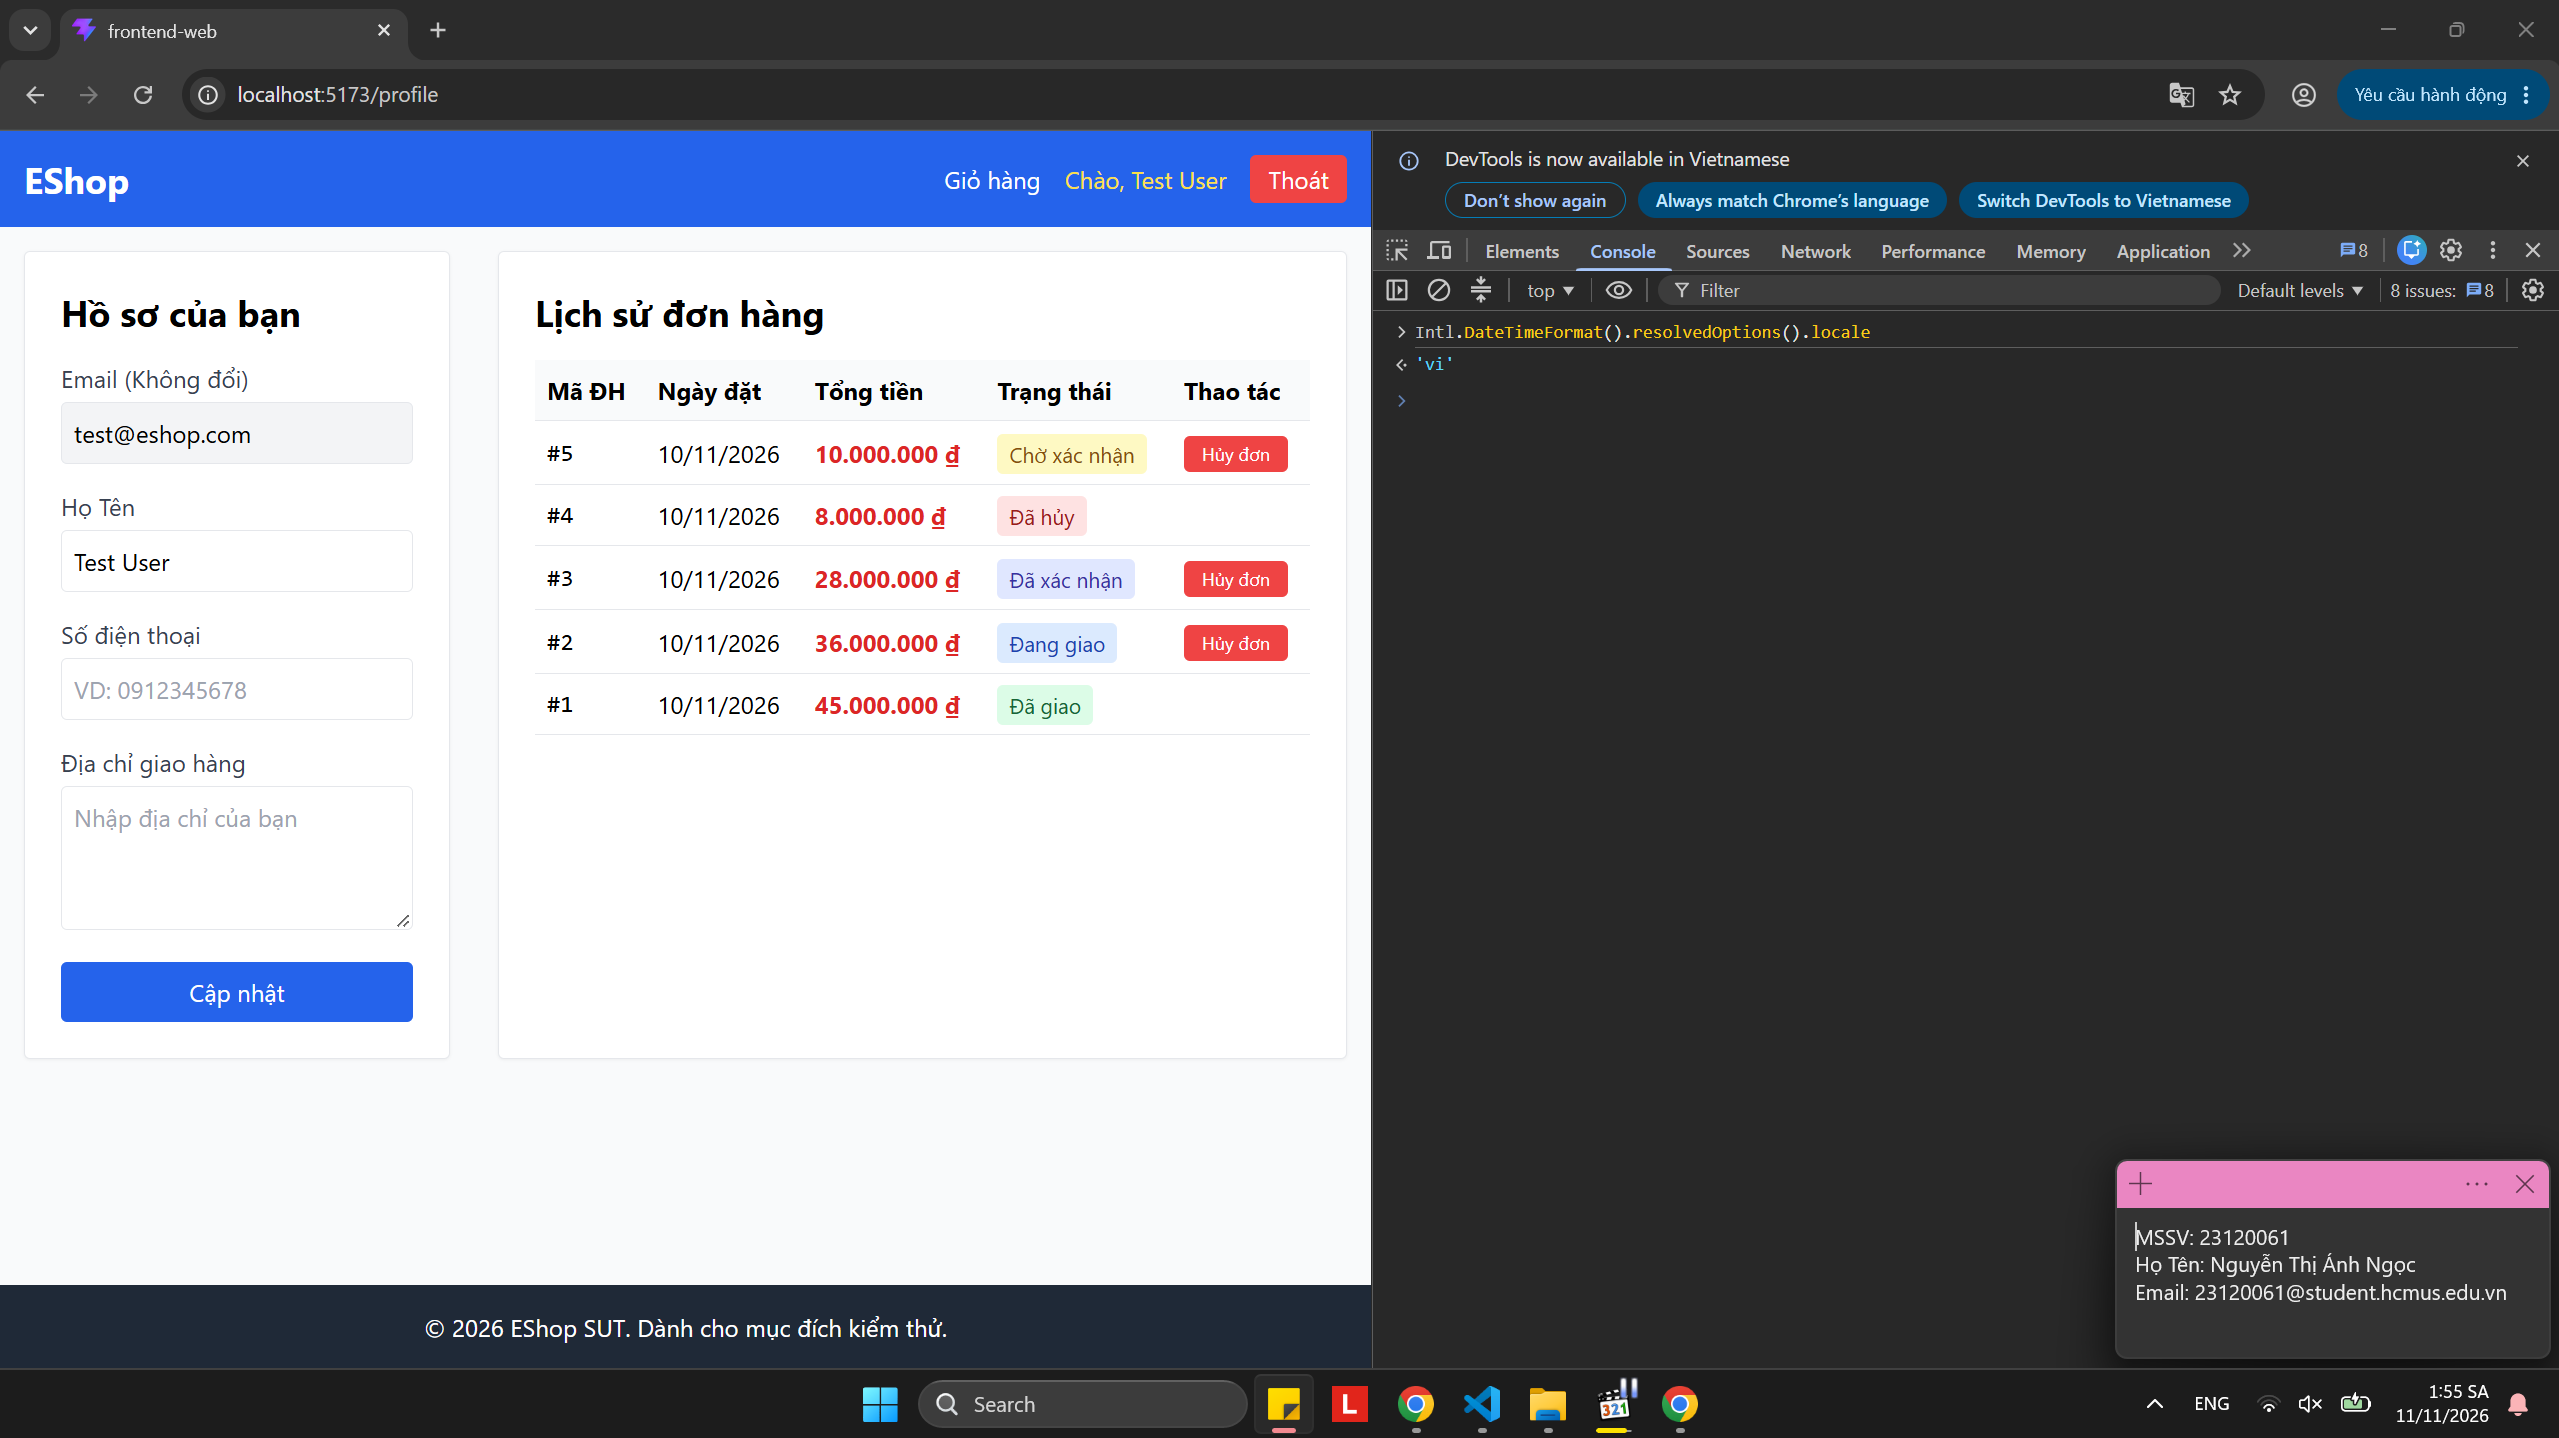 frontend-web
localhost:5173/profile
Yêu cầu hành động
EShop
Giỏ hàng
Chào, Test User
Thoát
Hồ sơ của bạn
Email (Không đổi)
test@eshop.com
Họ Tên
Test User
Số điện thoại
VD: 0912345678
Địa chỉ giao hàng
Nhập địa chỉ của bạn
Cập nhật
Lịch sử đơn hàng
Mã ĐH Ngày đặt Tổng tiền Trạng thái Thao tác
#5 10/11/2026 10.000.000 ₫ Chờ xác nhận Hủy đơn
#4 10/11/2026 8.000.000 ₫ Đã hủy
#3 10/11/2026 28.000.000 ₫ Đã xác nhận Hủy đơn
#2 10/11/2026 36.000.000 ₫ Đang giao Hủy đơn
#1 10/11/2026 45.000.000 ₫ Đã giao
© 2026 EShop SUT. Dành cho mục đích kiểm thử.
DevTools is now available in Vietnamese
Don't show again
Always match Chrome's language
Switch DevTools to Vietnamese
Elements Console Sources Network Performance Memory Application 8
top Filter Default levels 8 issues: 8
Intl.DateTimeFormat().resolvedOptions().locale
'vi'
MSSV: 23120061
Họ Tên: Nguyễn Thị Ánh Ngọc
Email: 23120061@student.hcmus.edu.vn
Search
L
321
ENG
1:55 SA
11/11/2026